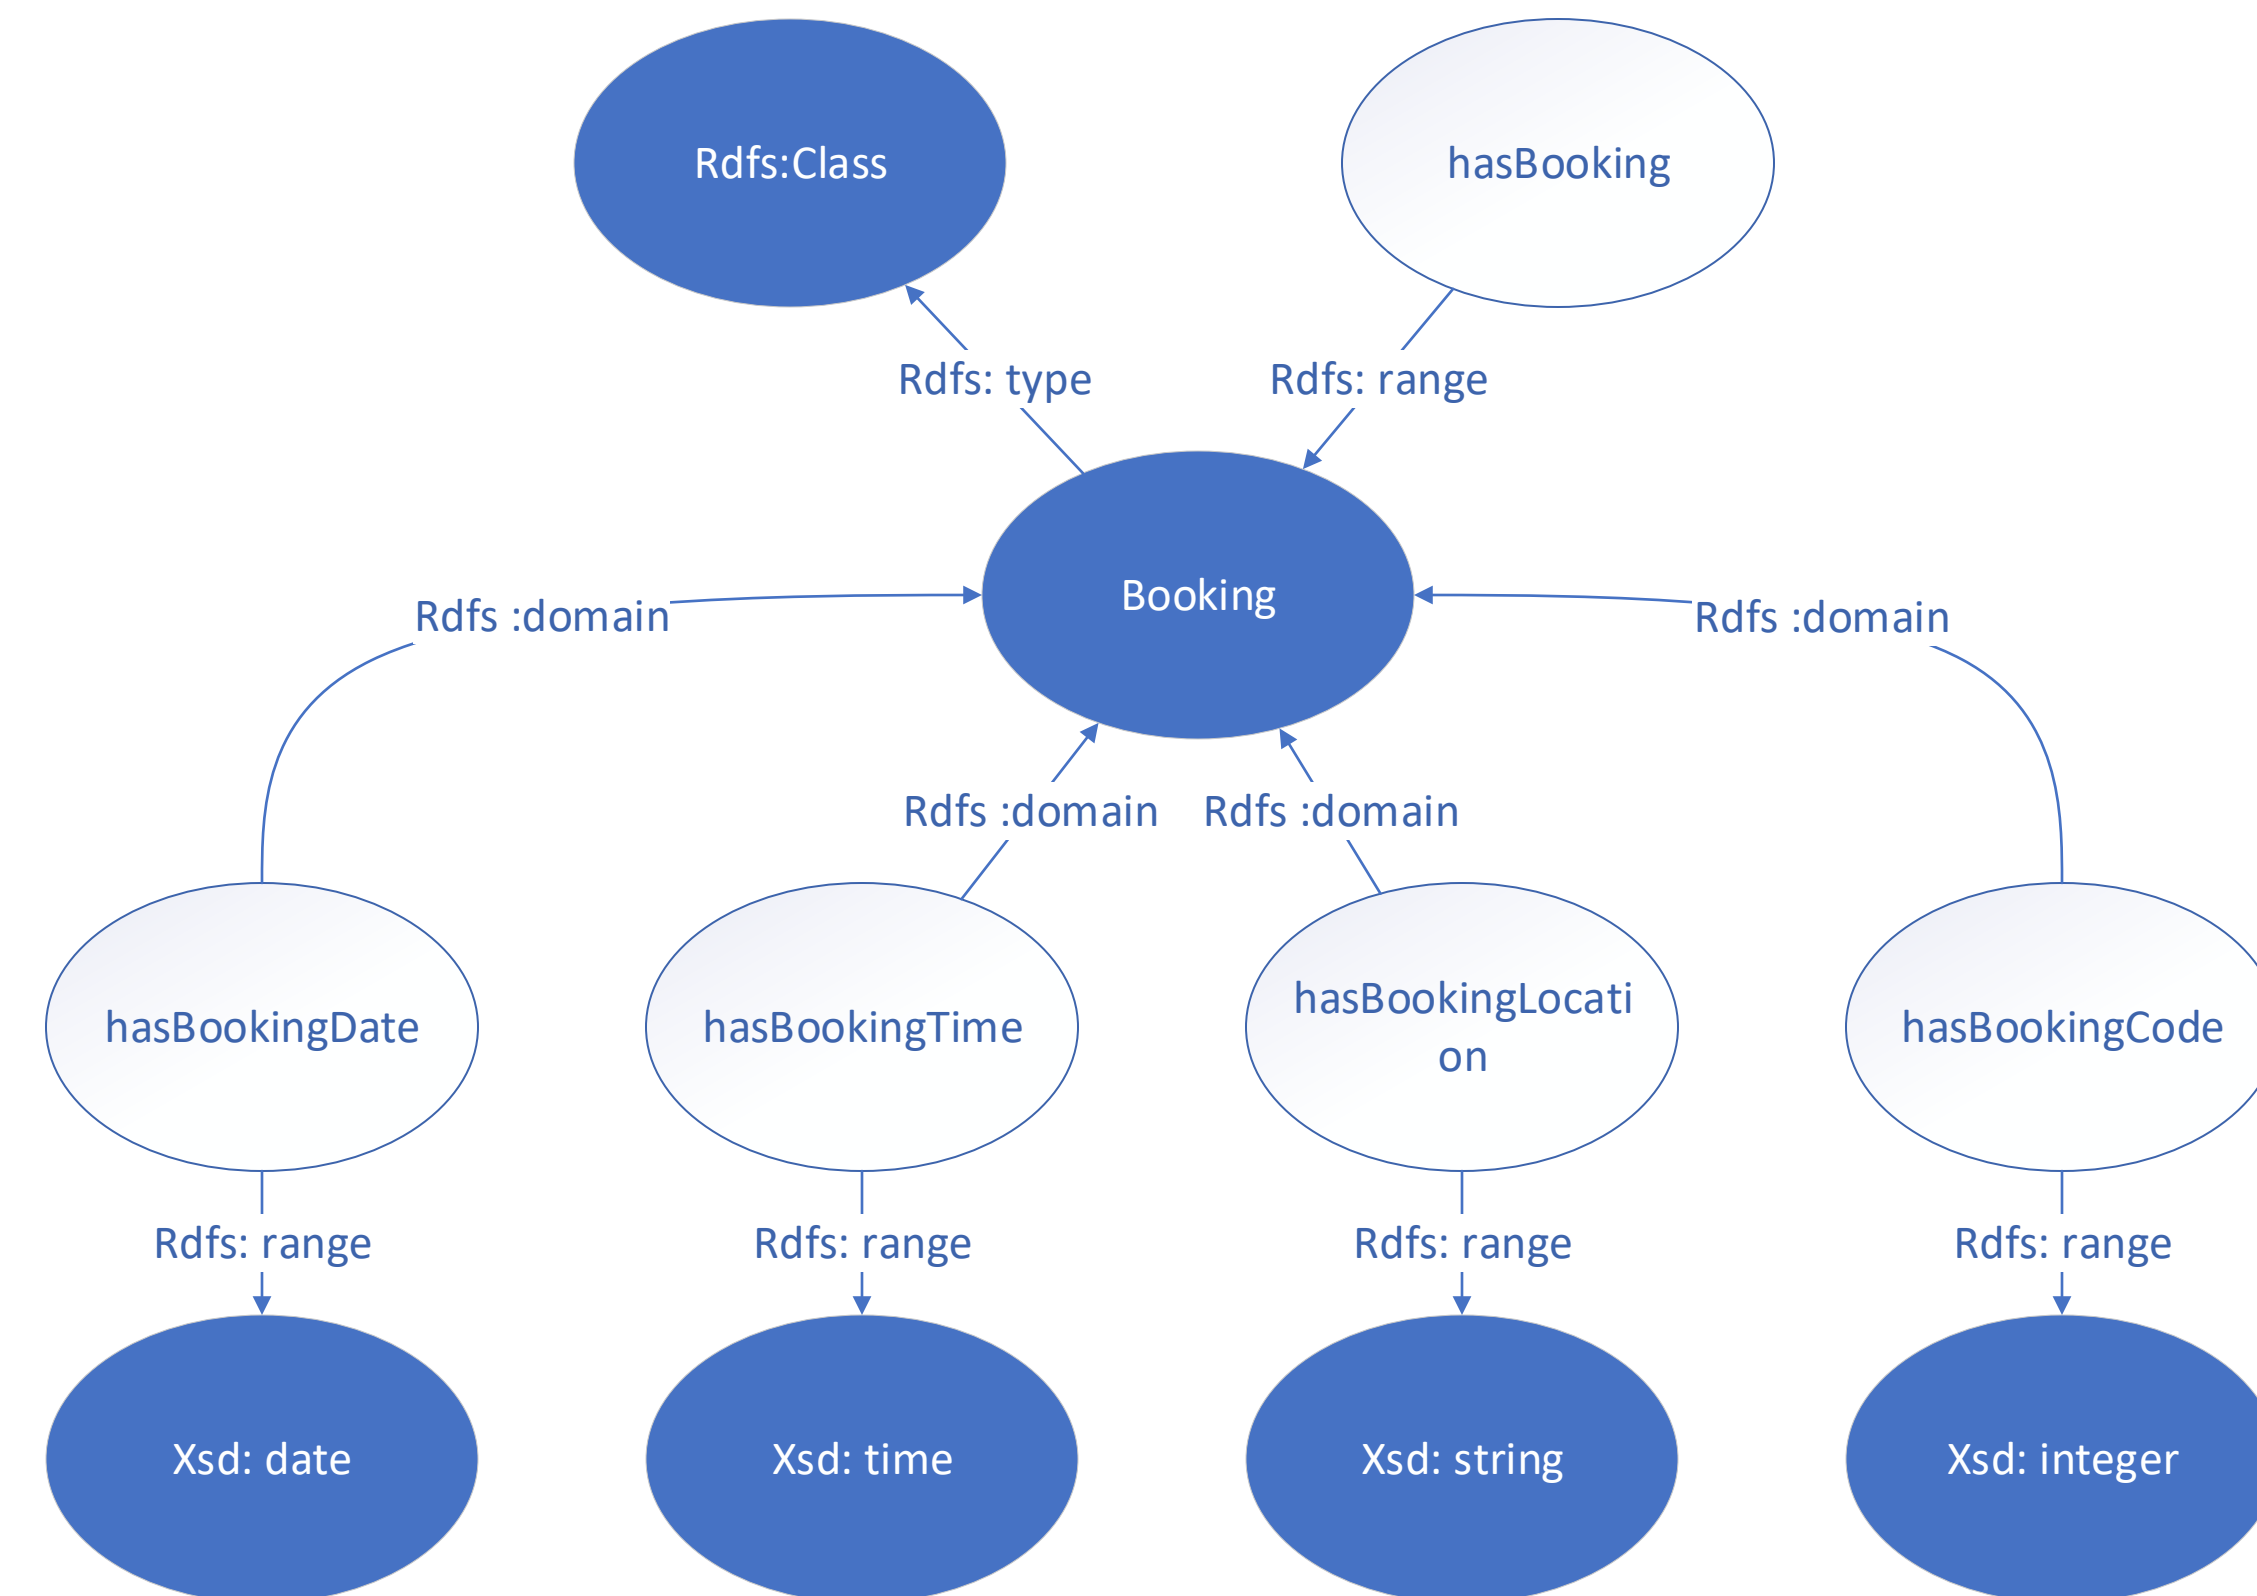 Rdfs:Class
hasBooking
Rdfs: type
Rdfs: range
Booking
Rdfs :domain
Rdfs :domain
Rdfs :domain
Rdfs :domain
hasBookingDate
hasBookingTime
hasBookingLocati
on
hasBookingCode
Rdfs: range
Rdfs: range
Rdfs: range
Rdfs: range
Xsd: date
Xsd: time
Xsd: string
Xsd: integer